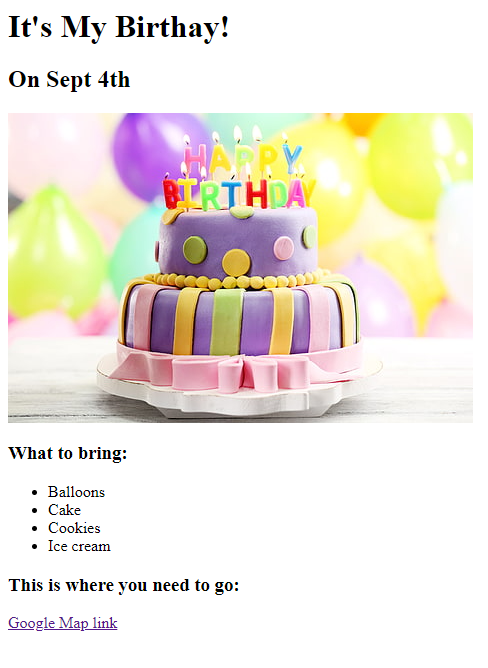 It's My Birthay!
On Sept 4th
HAPPY
BIRTHDAY
What to bring:
Balloons
Cake
Cookies
Ice cream
This is where you need to go:
Google Map link